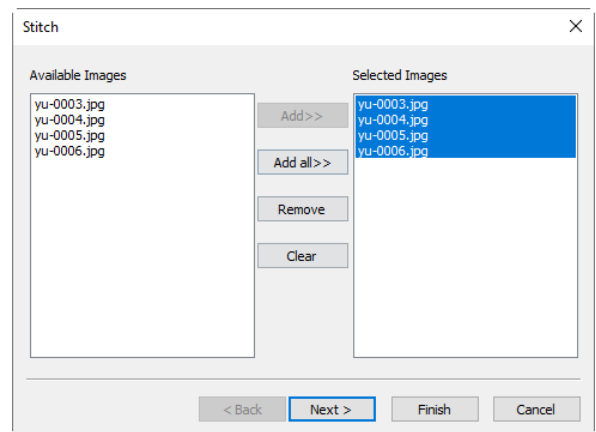 Stitch
Available Images
Selected Images
yu-0003.jpg
yu-0004.jpg
yu-0005.jpg
yu-0006.jpg
Add>>
Add all>>
Remove
Clear
yu-0003.jpg
yu-0004.jpg
yu-0005.jpg
yu-0006.jpg
< Back
Next >
Finish
Cancel